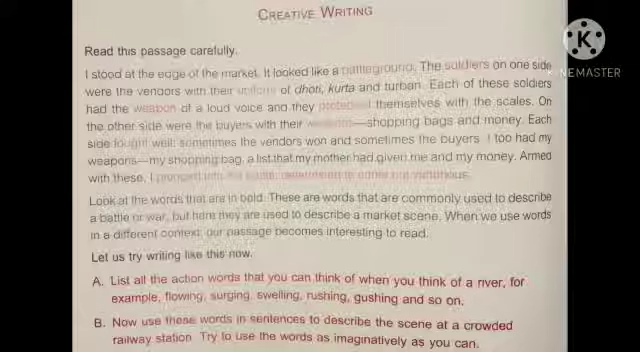 CREATIVE WRITING
Read this passage carefully.
I stood at the edge of the market. It looked like a battleground. The soldiers on one side
were the vendors with their uniform of dhoti, kurta and turban. Each of these soldiers
had the weapon of a loud voice and they protected themselves with the scales. On
the other side were the buyers with their weapons—shopping bags and money. Each
side fought well; sometimes the vendors won and sometimes the buyers. I too had my
weapons—my shopping bag, a list that my mother had given me and my money. Armed
with these, I plunged into the battle, determined to come out victorious.
Look at the words that are in bold. These are words that are commonly used to describe
a battle or war, but here they are used to describe a market scene. When we use words
in a different context, our passage becomes interesting to read.
Let us try writing like this now.
A. List all the action words that you can think of when you think of a river, for
example, flowing, surging, swelling, rushing, gushing and so on.
B. Now use these words in sentences to describe the scene at a crowded
railway station. Try to use the words as imaginatively as you can.
K
KINEMASTER